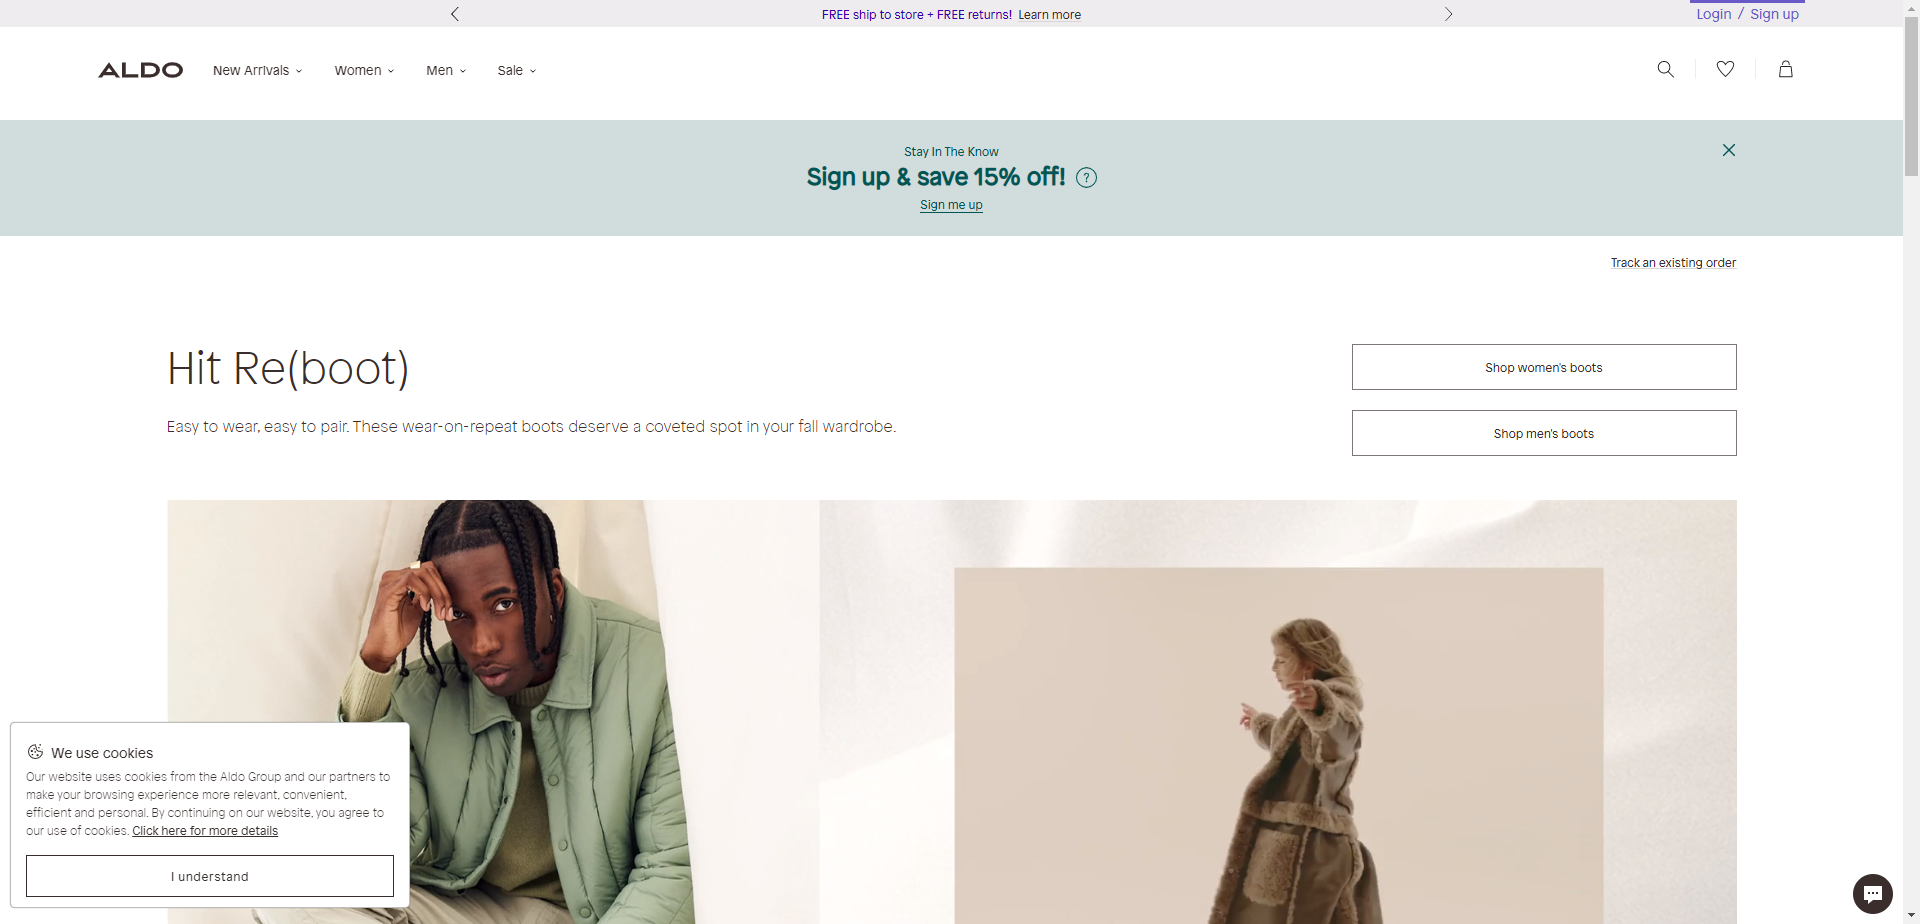 FREE ship to store + FREE returns! Learn more
Login / Sign up
ALDO
New Arrivals
Women
Men
Sale
Stay In The Know
Sign up & save 15% off! ?
Sign me up
Track an existing order
Hit Re(boot)
Easy to wear, easy to pair. These wear-on-repeat boots deserve a coveted spot in your fall wardrobe.
Shop women's boots
Shop men's boots
We use cookies
Our website uses cookies from the Aldo Group and our partners to
make your browsing experience more relevant, convenient,
efficient and personal. By continuing on our website, you agree to
our use of cookies. Click here for more details
I understand